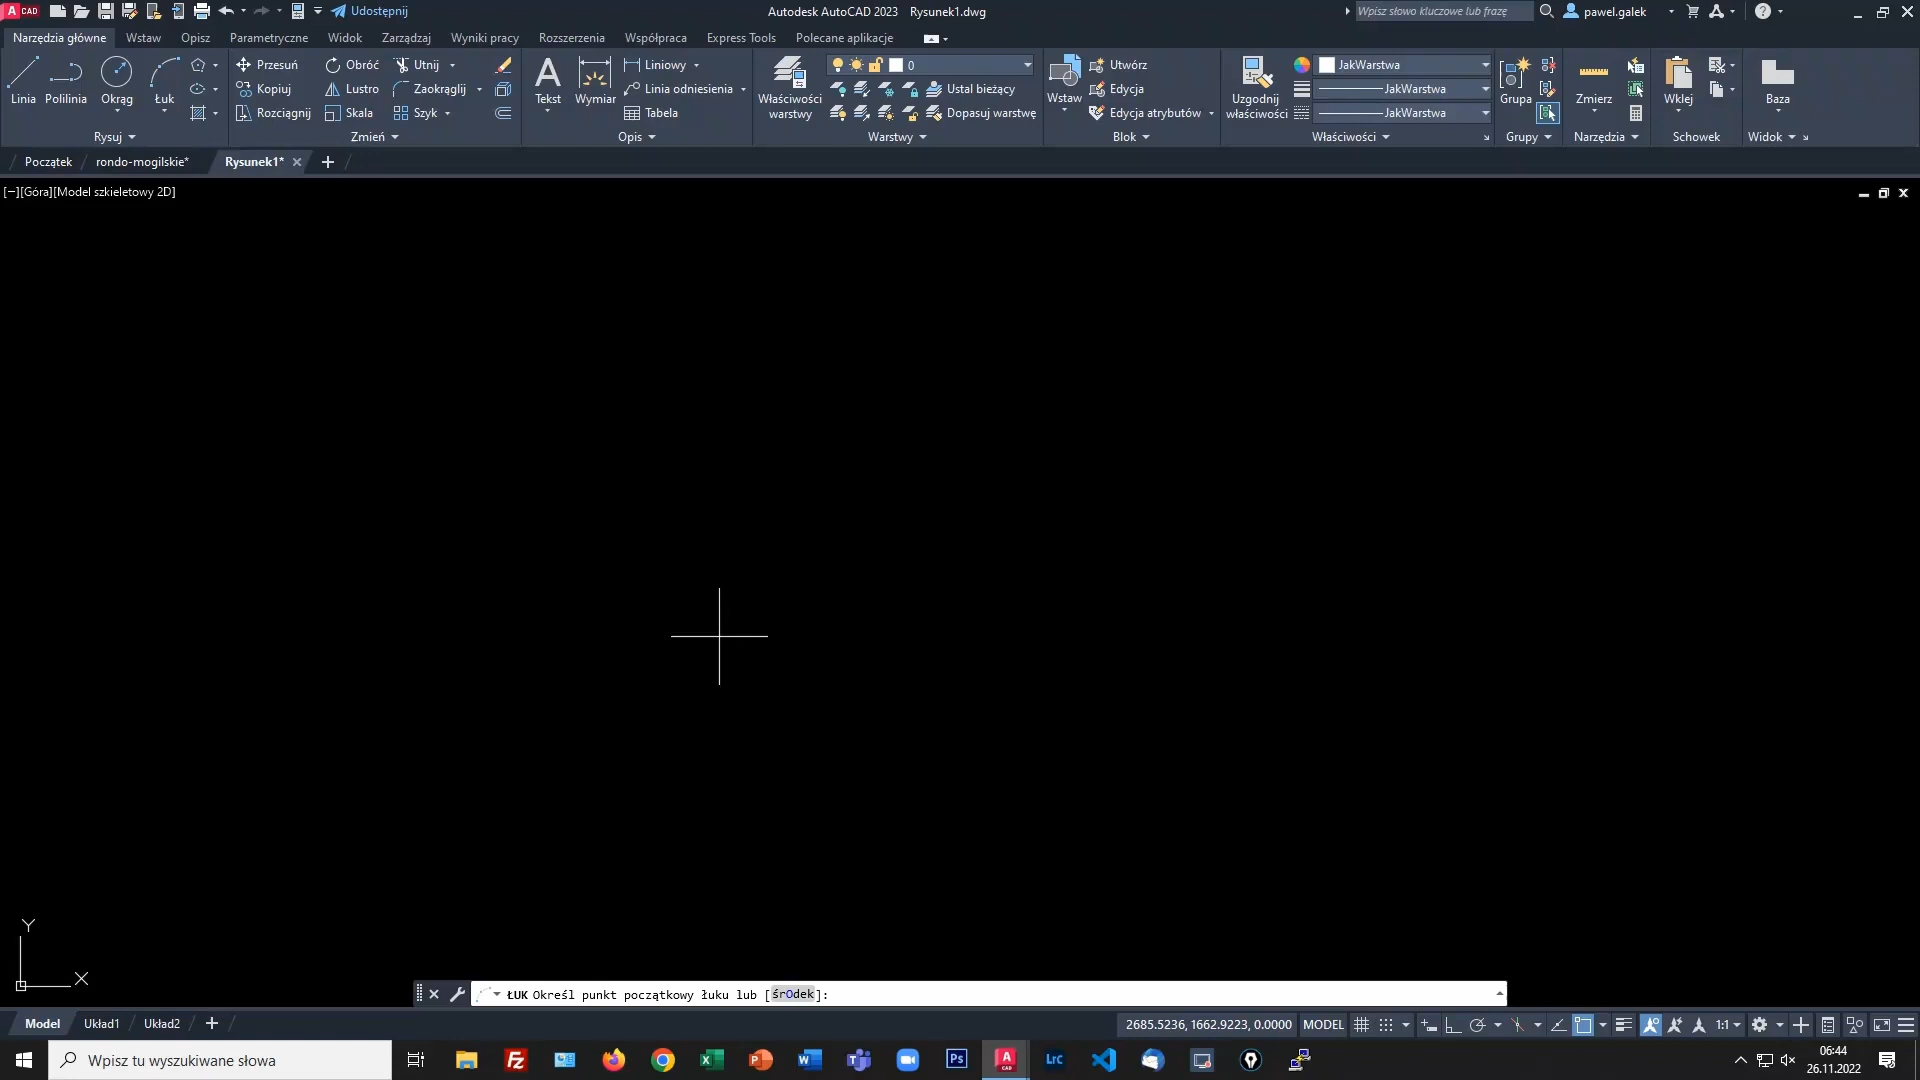 A CAD
Udostępnij
Autodesk AutoCAD 2023 Rysunek1.dwg
Wpisz słowo kluczowe lub frazę
pawel.galek
Narzędzia główne Wstaw Opisz Parametryczne Widok Zarządzaj Wyniki pracy Rozszerzenia Współpraca Express Tools Polecane aplikacje
Linia Polilinia Okrąg Łuk
Rysuj
Przesuń Obróć Utnij
Kopiuj Lustro Zaokrąglij
Rozciągnij Skala Szyk
Zmień
Tekst Wymiar
Liniowy
Linia odniesienia
Tabela
Opis
Właściwości warstwy
0
Ustal bieżący
Dopasuj warstwę
Warstwy
Wstaw
Utwórz
Edycja
Edycja atrybutów
Blok
Uzgodnij właściwości
JakWarstwa
JakWarstwa
JakWarstwa
Właściwości
Grupa
Grupy
Zmierz
Narzędzia
Wklej
Schowek
Baza
Widok
Początek rondo-mogilskie* Rysunek1*
[−][Góra][Model szkieletowy 2D]
Y
X
ŁUK Określ punkt początkowy łuku lub [śrOdek]:
Model Układ1 Układ2
2685.5236, 1662.9223, 0.0000 MODEL 1:1
Wpisz tu wyszukiwane słowa
Ps
A CAD
Lrc
06:44
26.11.2022